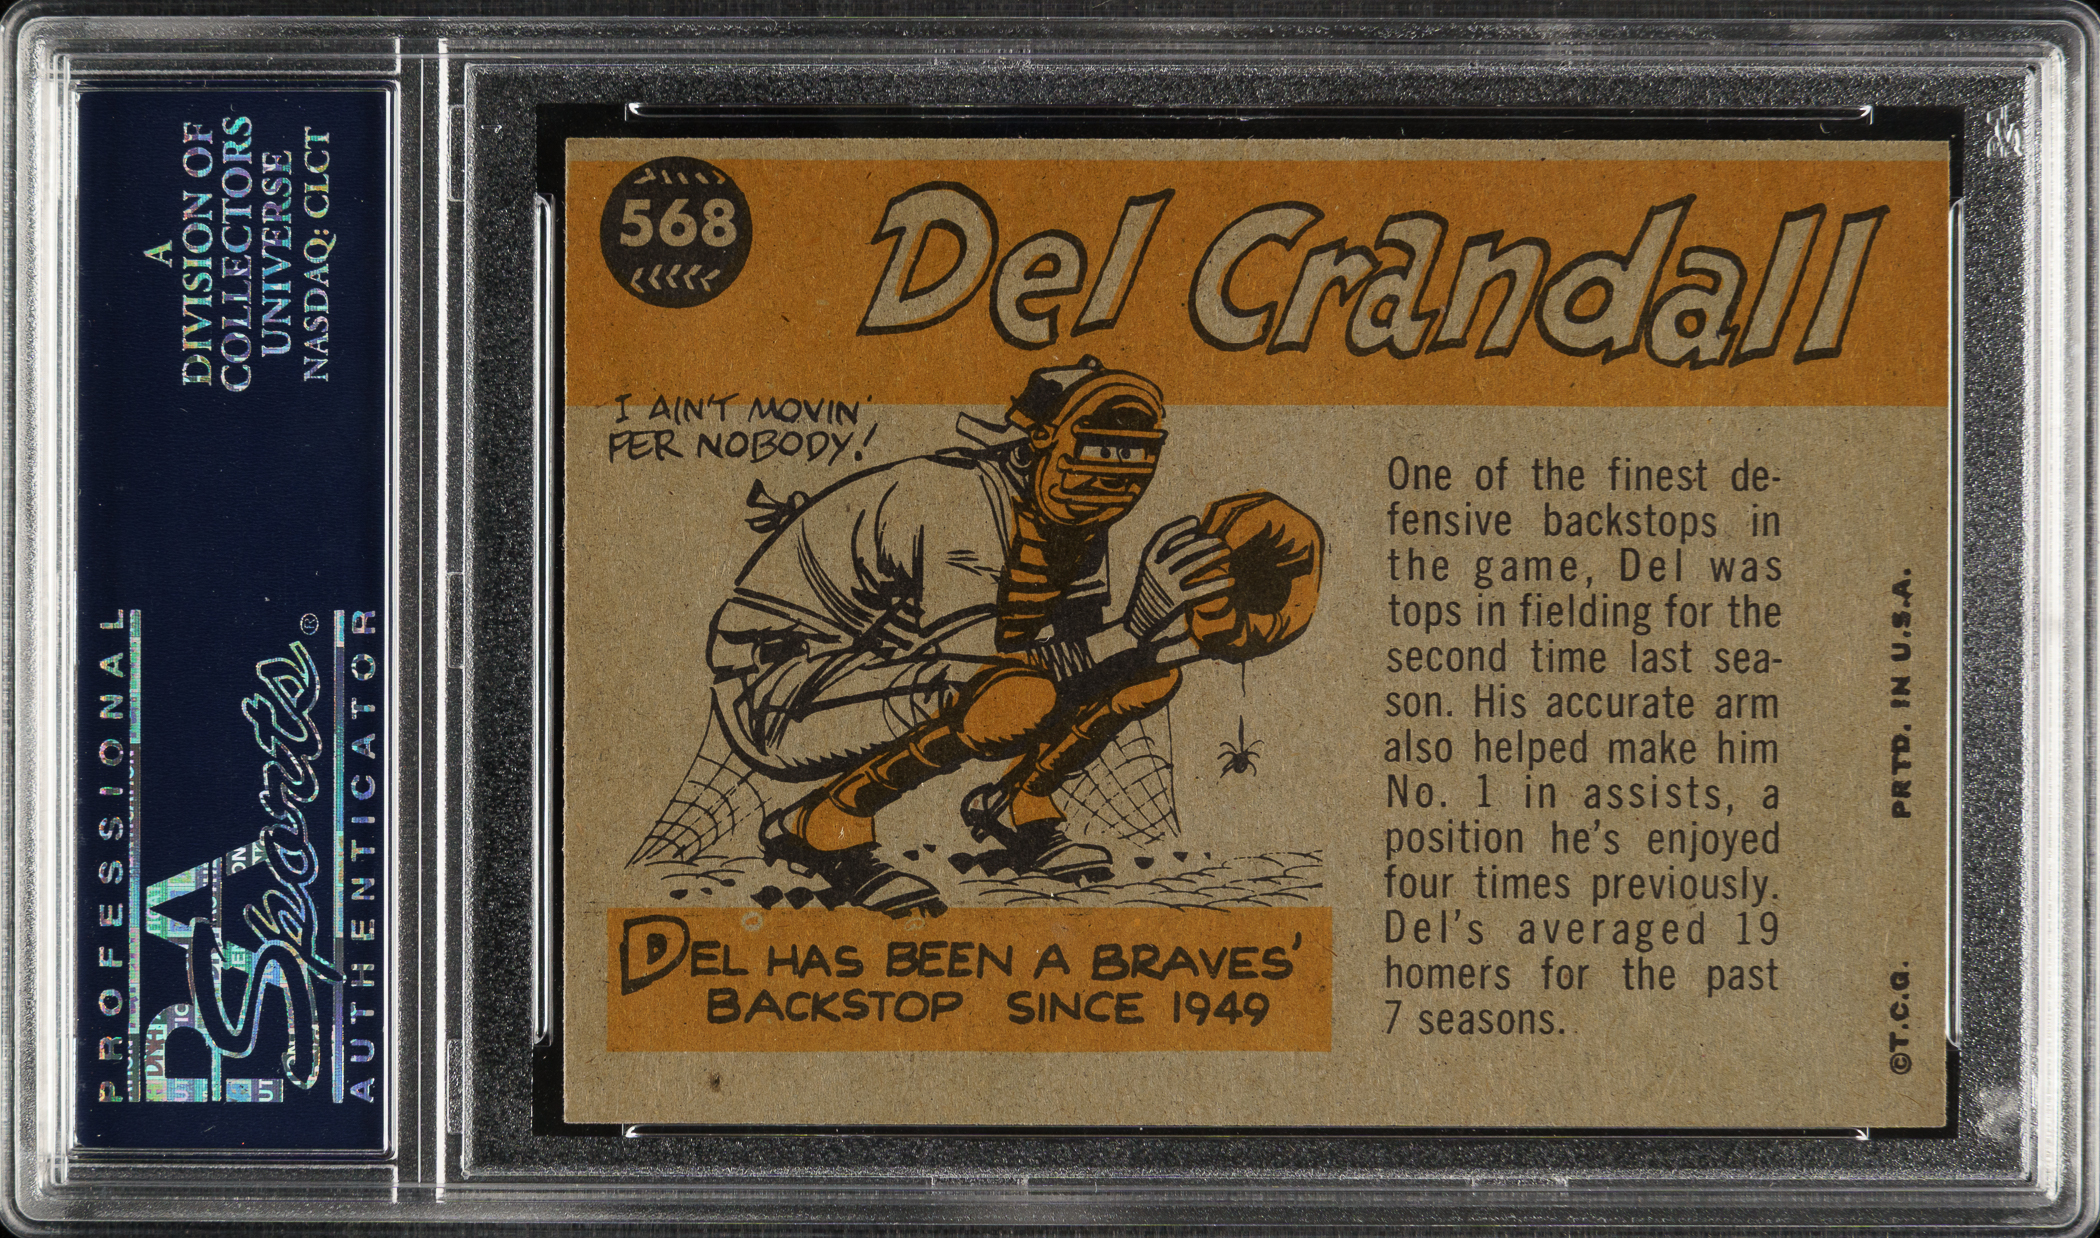 A
DIVISION OF
COLLECTORS
UNIVERSE
NASDAQ: CLCT
PROFESSIONAL
PSA
Sports®
AUTHENTICATOR
568
Del Crandall
I AIN'T MOVIN'
FER NOBODY!
DEL HAS BEEN A BRAVES'
BACKSTOP SINCE 1949
One of the finest de-
fensive backstops in
the game, Del was
tops in fielding for the
second time last sea-
son. His accurate arm
also helped make him
No. 1 in assists, a
position he's enjoyed
four times previously.
Del's averaged 19
homers for the past
7 seasons.
©T.C.G. PRTD. IN U.S.A.